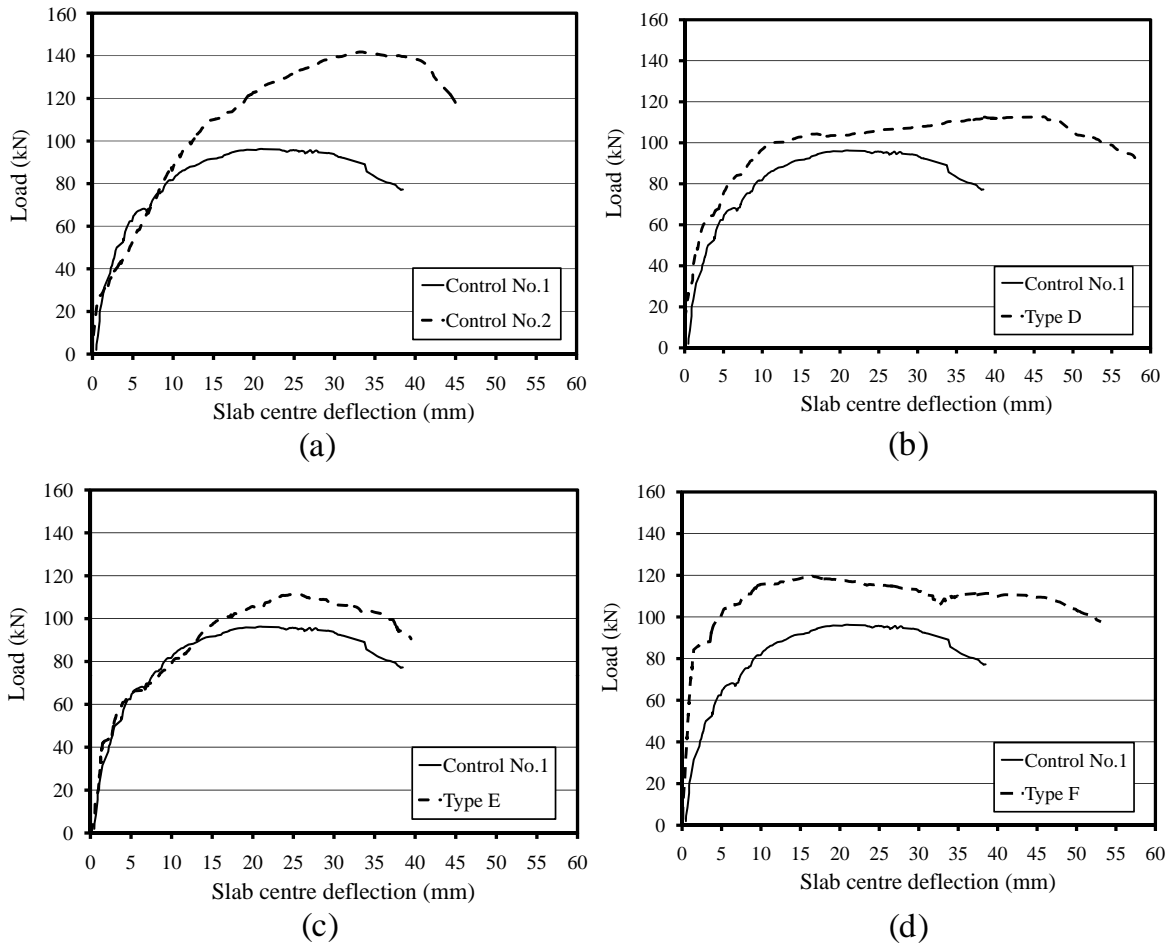 160
140
120
100
80
60
40
20
0
Load (kN)
Control No.1
Control No.2
0 5 10 15 20 25 30 35 40 45 50 55 60
Slab centre deflection (mm)
(a)
160
140
120
100
80
60
40
20
0
Load (kN)
Control No.1
Type D
0 5 10 15 20 25 30 35 40 45 50 55 60
Slab centre deflection (mm)
(b)
160
140
120
100
80
60
40
20
0
Load (kN)
Control No.1
Type E
0 5 10 15 20 25 30 35 40 45 50 55 60
Slab centre deflection (mm)
(c)
160
140
120
100
80
60
40
20
0
Load (kN)
Control No.1
Type F
0 5 10 15 20 25 30 35 40 45 50 55 60
Slab centre deflection (mm)
(d)